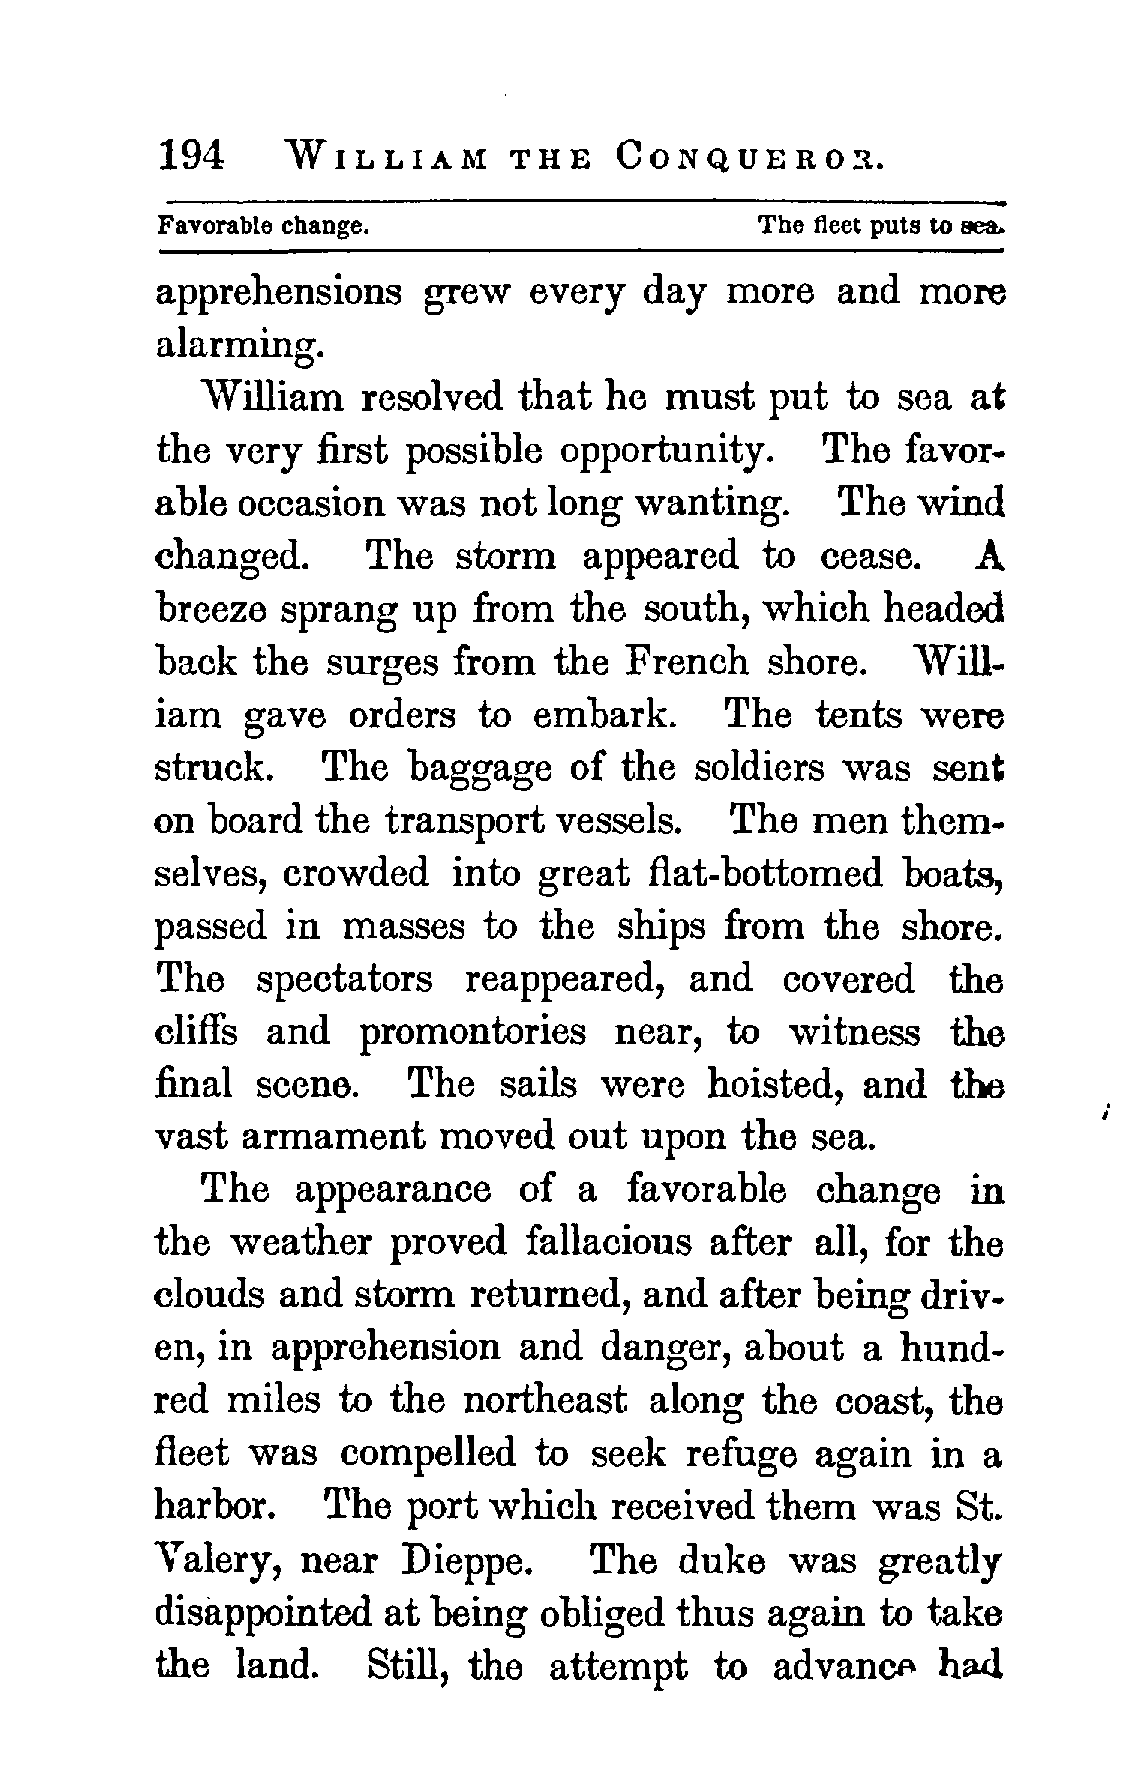 194 WILLIAM THE CONQUEROR.
Favorable change. The fleet puts to sea.
apprehensions grew every day more and more
alarming.
William resolved that he must put to sea at
the very first possible opportunity. The favor-
able occasion was not long wanting. The wind
changed. The storm appeared to cease. A
breeze sprang up from the south, which headed
back the surges from the French shore. Will-
iam gave orders to embark. The tents were
struck. The baggage of the soldiers was sent
on board the transport vessels. The men them-
selves, crowded into great flat-bottomed boats,
passed in masses to the ships from the shore.
The spectators reappeared, and covered the
cliffs and promontories near, to witness the
final scene. The sails were hoisted, and the
vast armament moved out upon the sea.
The appearance of a favorable change in
the weather proved fallacious after all, for the
clouds and storm returned, and after being driv-
en, in apprehension and danger, about a hund-
red miles to the northeast along the coast, the
fleet was compelled to seek refuge again in a
harbor. The port which received them was St.
Valery, near Dieppe. The duke was greatly
disappointed at being obliged thus again to take
the land. Still, the attempt to advance had